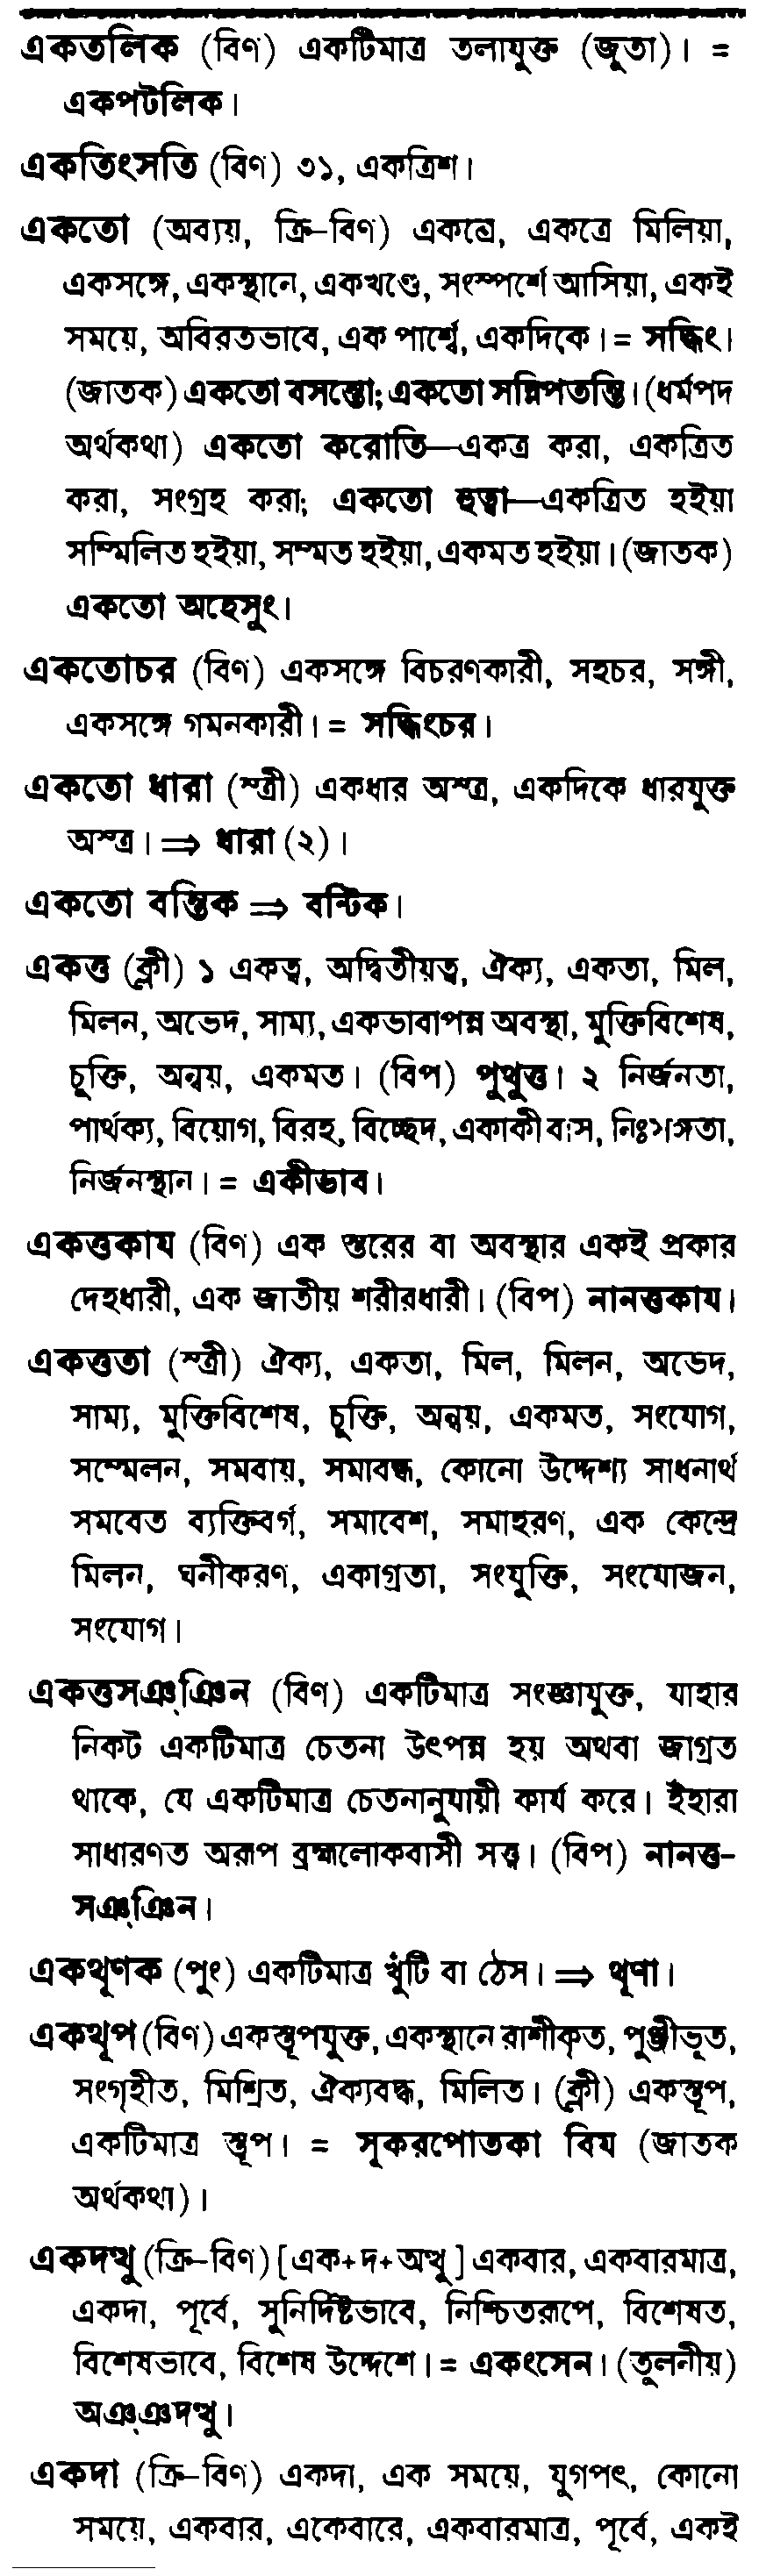 একতলিক (বিণ) একটিমাত্র তলাযুক্ত (জুতা)। =
একপটলিক।
একতিংসতি (বিণ) ৩১, একত্রিশ।
একতো (অব্যয়, ক্রি-বিণ) একত্রে, একত্রে মিলিয়া,
একসঙ্গে, একস্থানে, একখণ্ডে, সংস্পর্শে আসিয়া, একই
সময়ে, অবিরতভাবে, এক পার্শ্বে, একদিকে। = সদ্ধিং।
(জাতক) একতো বসন্তো; একতো সন্নিপতন্তি। (ধর্মপদ
অর্থকথা) একতো করোতি—একত্র করা, একত্রিত
করা, সংগ্রহ করা; একতো হুত্বা—একত্রিত হইয়া
সম্মিলিত হইয়া, সম্মত হইয়া, একমত হইয়া। (জাতক)
একতো অহেসুং।
একতোচর (বিণ) একসঙ্গে বিচরণকারী, সহচর, সঙ্গী,
একসঙ্গে গমনকারী। = সদ্ধিংচর।
একতো ধারা (স্ত্রী) একধার অস্ত্র, একদিকে ধারযুক্ত
অস্ত্র। ⇒ ধারা (২)।
একতো বন্তিক ⇒ বন্টিক।
একত্ত (ক্লী) ১ একত্ব, অদ্বিতীয়ত্ব, ঐক্য, একতা, মিল,
মিলন, অভেদ, সাম্য, একভাবাপন্ন অবস্থা, মুক্তিবিশেষ,
চুক্তি, অন্বয়, একমত। (বিপ) পুথুত্ত। ২ নির্জনতা,
পার্থক্য, বিয়োগ, বিরহ, বিচ্ছেদ, একাকী বাস, নিঃসঙ্গতা,
নির্জনস্থান। = একীভাব।
একত্তকায (বিণ) এক স্তরের বা অবস্থার একই প্রকার
দেহধারী, এক জাতীয় শরীরধারী। (বিপ) নানত্তকায।
একত্ততা (স্ত্রী) ঐক্য, একতা, মিল, মিলন, অভেদ,
সাম্য, মুক্তিবিশেষ, চুক্তি, অন্বয়, একমত, সংযোগ,
সম্মেলন, সমবায়, সমাবন্ধ, কোনো উদ্দেশ্য সাধনার্থ
সমবেত ব্যক্তিবর্গ, সমাবেশ, সমাহরণ, এক কেন্দ্রে
মিলন, ঘনীকরণ, একাগ্রতা, সংযুক্তি, সংযোজন,
সংযোগ।
একত্তসঞ্‌ঞিন (বিণ) একটিমাত্র সংজ্ঞাযুক্ত, যাহার
নিকট একটিমাত্র চেতনা উৎপন্ন হয় অথবা জাগ্রত
থাকে, যে একটিমাত্র চেতনানুযায়ী কার্য করে। ইঁহারা
সাধারণত অরূপ ব্রহ্মলোকবাসী সত্ত্ব। (বিপ) নানত্ত-
সঞ্‌ঞিন।
একথূণক (পুং) একটিমাত্র খুঁটি বা ঠেস। ⇒ থূণা।
একথূপ (বিণ) একস্তূপযুক্ত, একস্থানে রাশীকৃত, পুঞ্জীভূত,
সংগৃহীত, মিশ্রিত, ঐক্যবদ্ধ, মিলিত। (ক্লী) একস্তূপ,
একটিমাত্র স্তূপ। = সূকরপোতকা বিয (জাতক
অর্থকথা)।
একদত্থু (ক্রি-বিণ) [এক+দ+অত্থু] একবার, একবারমাত্র,
একদা, পূর্বে, সুনির্দিষ্টভাবে, নিশ্চিতরূপে, বিশেষত,
বিশেষভাবে, বিশেষ উদ্দেশে। = একংসেন। (তূলনীয়)
অঞ্‌ঞদত্থু।
একদা (ক্রি-বিণ) একদা, এক সময়ে, যুগপৎ, কোনো
সময়ে, একবার, একেবারে, একবারমাত্র, পূর্বে, একই